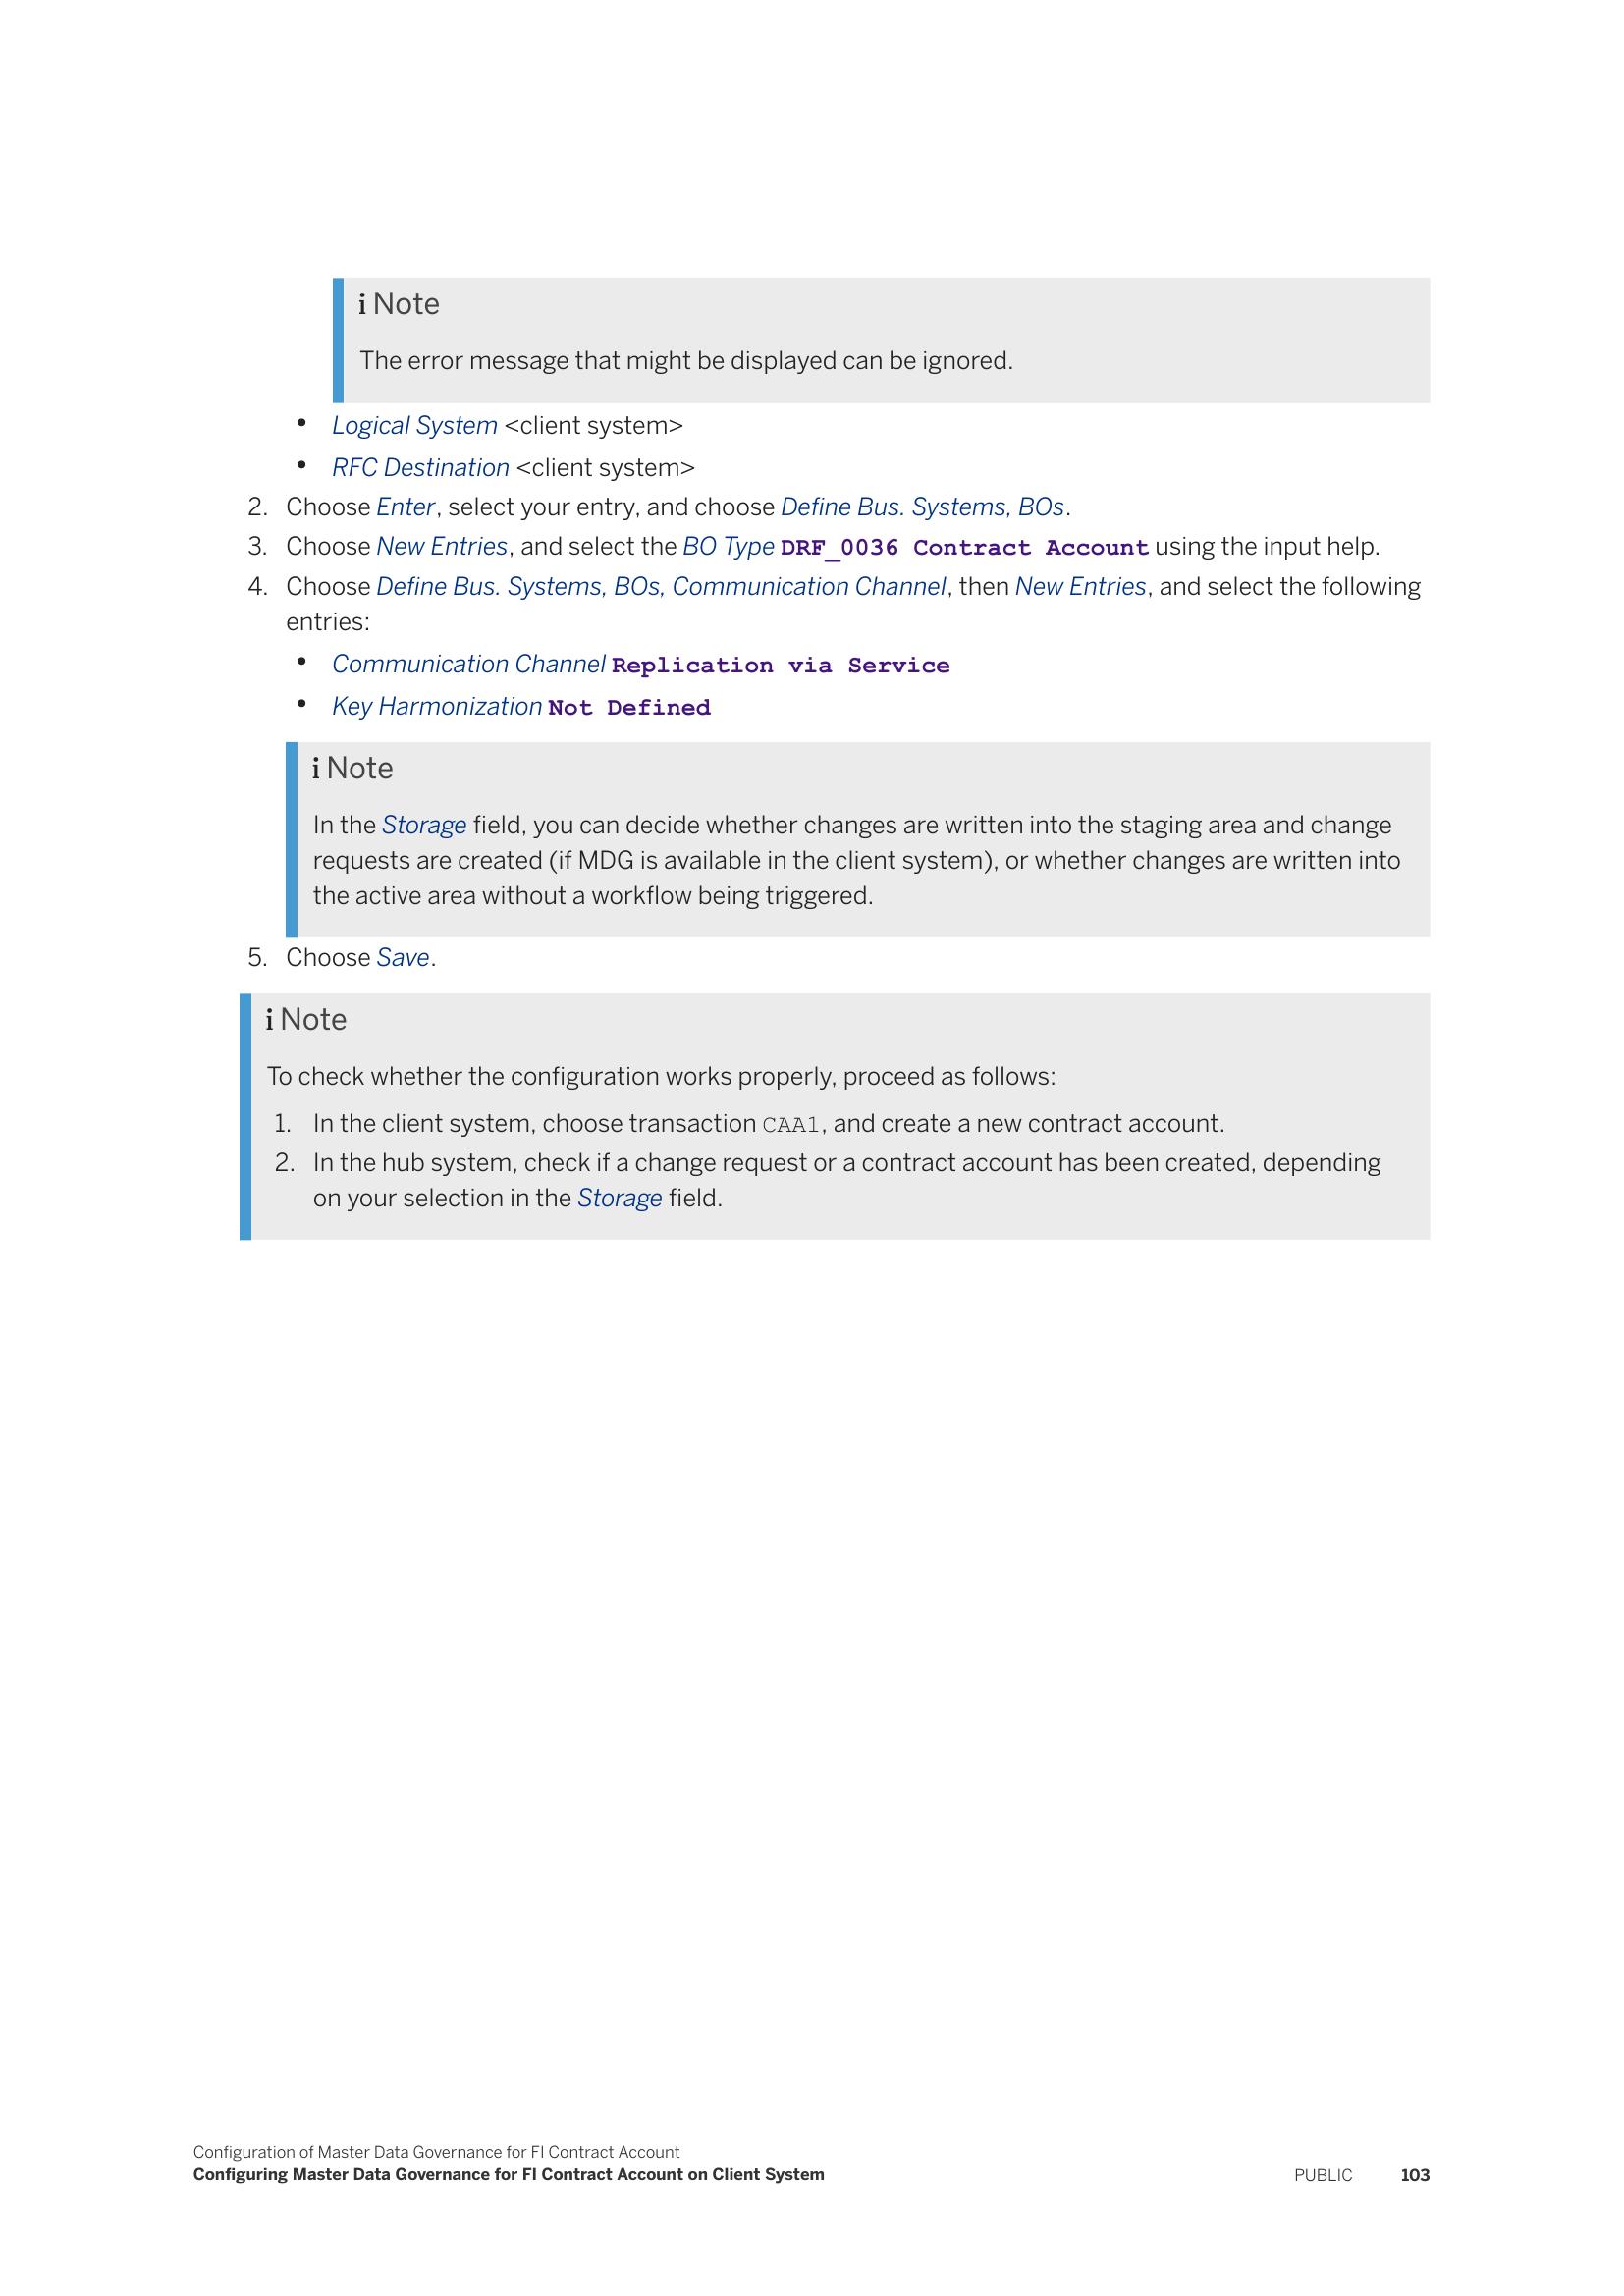 i Note
The error message that might be displayed can be ignored.
• Logical System <client system>
• RFC Destination <client system>
2. Choose Enter, select your entry, and choose Define Bus. Systems, BOs.
3. Choose New Entries, and select the BO Type DRF_0036 Contract Account using the input help.
4. Choose Define Bus. Systems, BOs, Communication Channel, then New Entries, and select the following
entries:
• Communication Channel Replication via Service
• Key Harmonization Not Defined
i Note
In the Storage field, you can decide whether changes are written into the staging area and change
requests are created (if MDG is available in the client system), or whether changes are written into
the active area without a workflow being triggered.
5. Choose Save.
i Note
To check whether the configuration works properly, proceed as follows:
1. In the client system, choose transaction CAA1, and create a new contract account.
2. In the hub system, check if a change request or a contract account has been created, depending
on your selection in the Storage field.
Configuration of Master Data Governance for FI Contract Account
Configuring Master Data Governance for FI Contract Account on Client System
PUBLIC 103